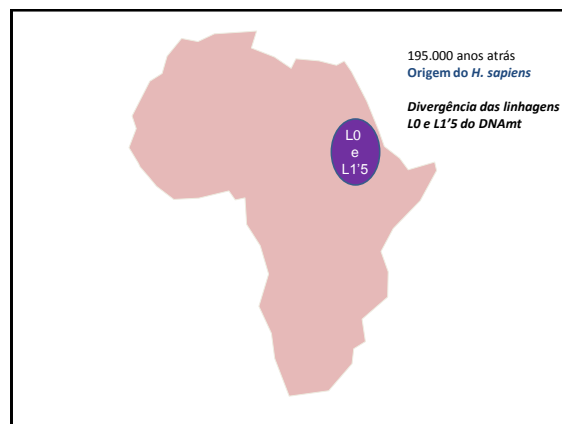 195.000 anos atrás
Origem do H. sapiens
Divergência das linhagens
L0 e L1'5 do DNAmt
L0
e
L1'5